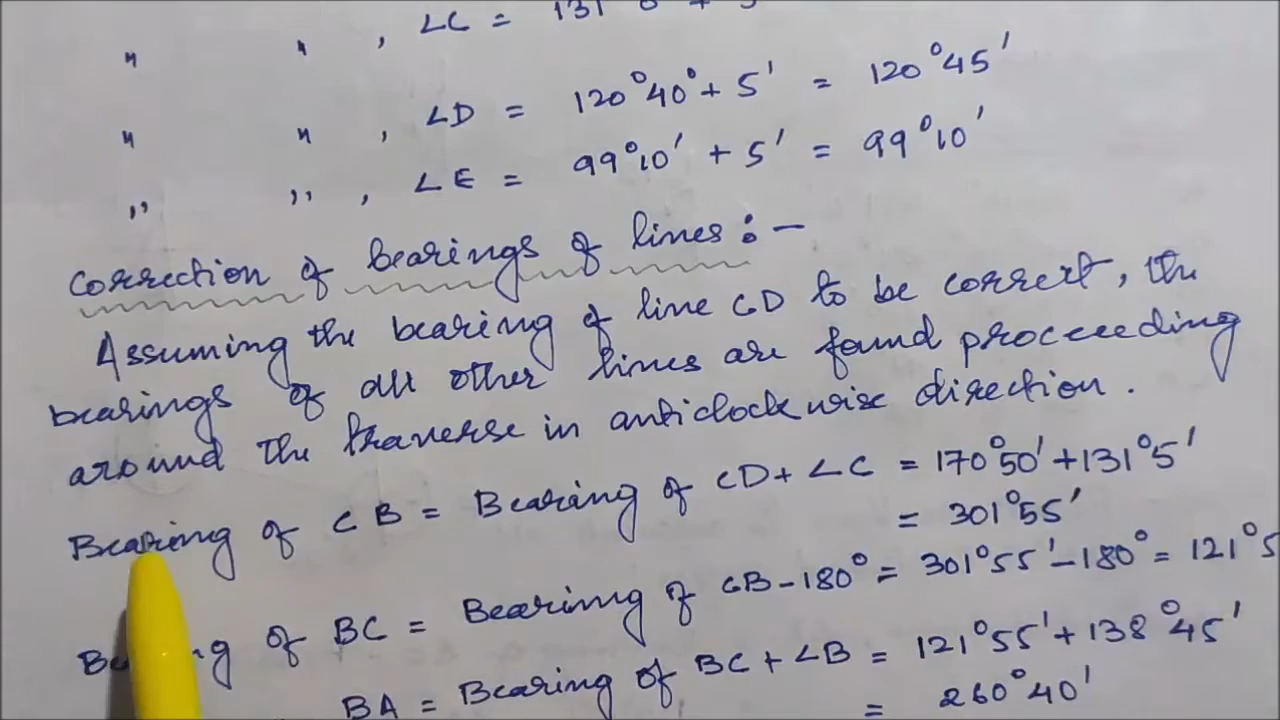 " " , ∠C = 131°0' + 5'
" " , ∠D = 120°40° + 5' = 120°45'
" " , ∠E = 99°10' + 5' = 99°10'
Correction of bearings of lines : -
Assuming the bearing of line CD to be correct, the
bearings of all other lines are found proceeding
around the traverse in anticlockwise direction.
Bearing of CB = Bearing of CD + ∠C = 170°50' + 131°5'
= 301°55'
Bearing of BC = Bearing of CB - 180° = 301°55' - 180° = 121°5
BA = Bearing of BC + ∠B = 121°55' + 138°45'
= 260°40'